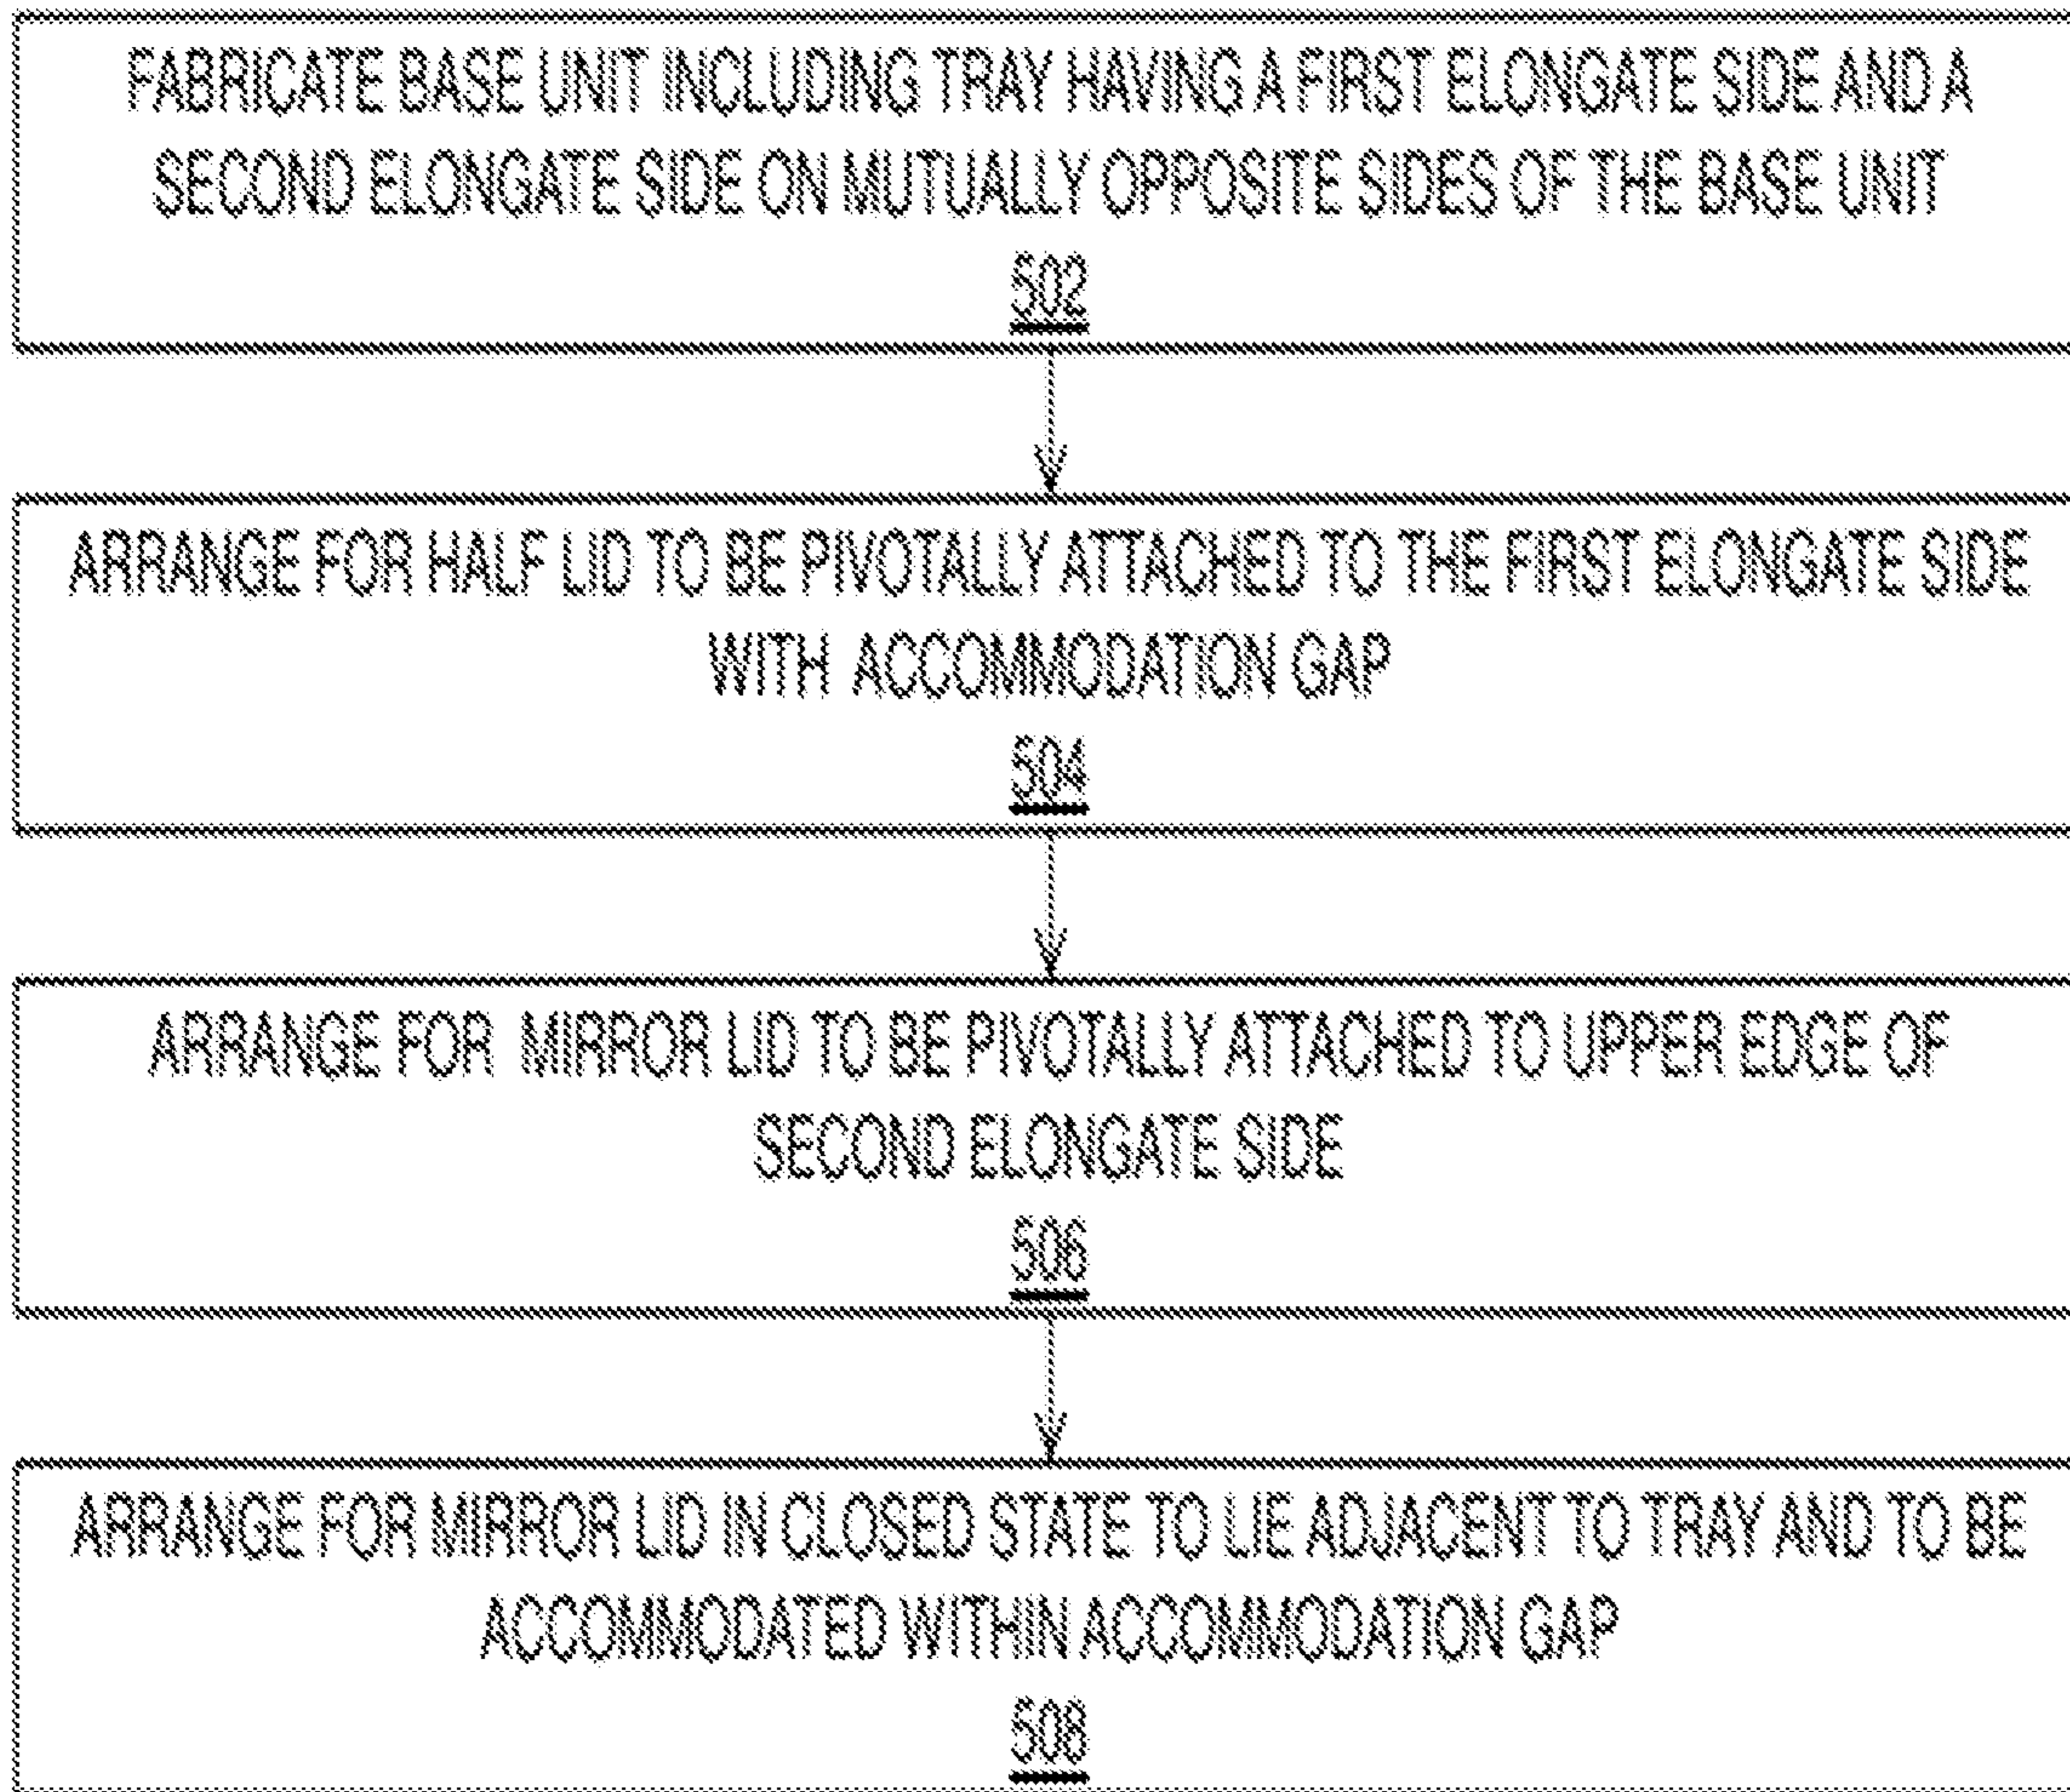 FABRICATE BASE UNIT INCLUDING TRAY HAVING A FIRST ELONGATE SIDE AND A
SECOND ELONGATE SIDE ON MUTUALLY OPPOSITE SIDES OF THE BASE UNIT
502
ARRANGE FOR HALF LID TO BE PIVOTALLY ATTACHED TO THE FIRST ELONGATE SIDE
WITH ACCOMMODATION GAP
504
ARRANGE FOR MIRROR LID TO BE PIVOTALLY ATTACHED TO UPPER EDGE OF
SECOND ELONGATE SIDE
506
ARRANGE FOR MIRROR LID IN CLOSED STATE TO LIE ADJACENT TO TRAY AND TO BE
ACCOMMODATED WITHIN ACCOMMODATION GAP
508